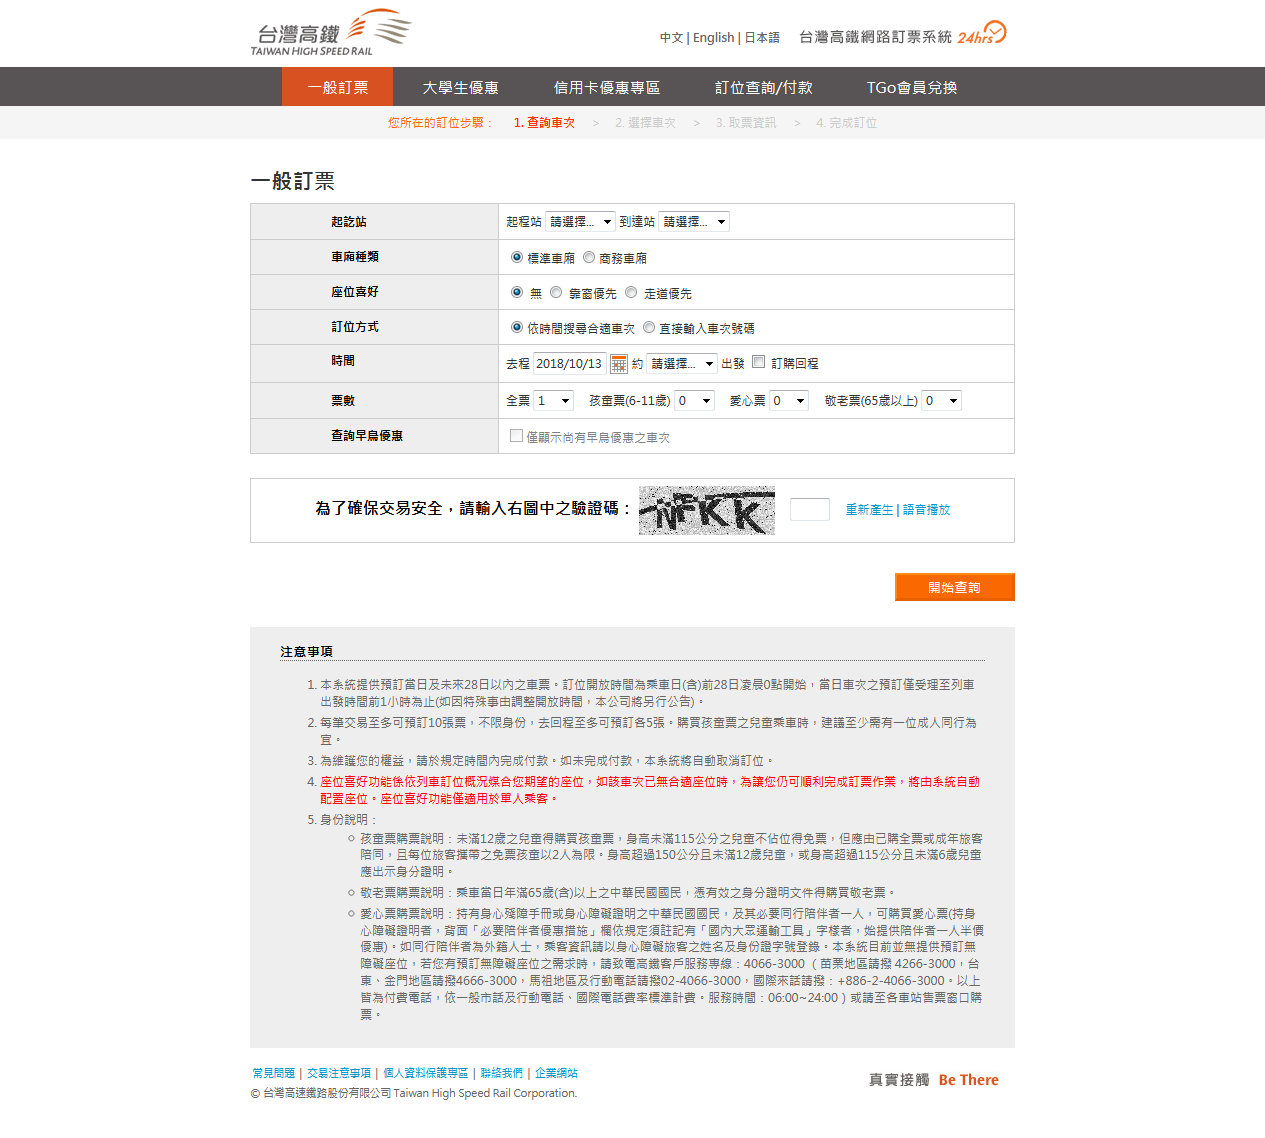 台灣高鐵
TAIWAN HIGH SPEED RAIL
中文 | English | 日本語
台灣高鐵網路訂票系統 24hrs
一般訂票 大學生優惠 信用卡優惠專區 訂位查詢/付款 TGo會員兌換
您所在的訂位步驟： 1. 查詢車次 > 2. 選擇車次 > 3. 取票資訊 > 4. 完成訂位
一般訂票
起訖站 起程站 請選擇... 到達站 請選擇...
車廂種類 標準車廂 商務車廂
座位喜好 無 靠窗優先 走道優先
訂位方式 依時間搜尋合適車次 直接輸入車次號碼
時間 去程 2018/10/13 約 請選擇... 出發 訂購回程
票數 全票 1 孩童票(6-11歲) 0 愛心票 0 敬老票(65歲以上) 0
查詢早鳥優惠 僅顯示尚有早鳥優惠之車次
為了確保交易安全，請輸入右圖中之驗證碼： 重新產生 | 語音播放
開始查詢
注意事項
1. 本系統提供預訂當日及未來28日以內之車票。訂位開放時間為乘車日(含)前28日凌晨0點開始，當日車次之預訂僅受理至列車
出發時間前1小時為止(如因特殊事由調整開放時間，本公司將另行公告)。
2. 每筆交易至多可預訂10張票，不限身份，去回程至多可預訂各5張。購買孩童票之兒童乘車時，建議至少需有一位成人同行為
宜。
3. 為維護您的權益，請於規定時間內完成付款。如未完成付款，本系統將自動取消訂位。
4. 座位喜好功能係依列車訂位概況媒合您期望的座位，如該車次已無合適座位時，為讓您仍可順利完成訂票作業，將由系統自動
配置座位。座位喜好功能僅適用於單人乘客。
5. 身份說明：
孩童票購票說明：未滿12歲之兒童得購買孩童票，身高未滿115公分之兒童不佔位得免票，但應由已購全票或成年旅客
陪同，且每位旅客攜帶之免票孩童以2人為限。身高超過150公分且未滿12歲兒童，或身高超過115公分且未滿6歲兒童
應出示身分證明。
敬老票購票說明：乘車當日年滿65歲(含)以上之中華民國國民，憑有效之身分證明文件得購買敬老票。
愛心票購票說明：持有身心殘障手冊或身心障礙證明之中華民國國民，及其必要同行陪伴者一人，可購買愛心票(持身
心障礙證明者，背面「必要陪伴者優惠措施」欄依規定須註記有「國內大眾運輸工具」字樣者，始提供陪伴者一人半價
優惠)。如同行陪伴者為外籍人士，乘客資訊請以身心障礙旅客之姓名及身份證字號登錄。本系統目前並無提供預訂無
障礙座位，若您有預訂無障礙座位之需求時，請致電高鐵客戶服務專線：4066-3000 （苗栗地區請撥 4266-3000，台
東、金門地區請撥4666-3000，馬祖地區及行動電話請撥02-4066-3000，國際來話請撥：+886-2-4066-3000。以上
皆為付費電話，依一般市話及行動電話、國際電話費率標準計費。服務時間：06:00~24:00）或請至各車站售票窗口購
票。
常見問題 | 交易注意事項 | 個人資料保護專區 | 聯絡我們 | 企業網站
© 台灣高速鐵路股份有限公司 Taiwan High Speed Rail Corporation.
真實接觸 Be There